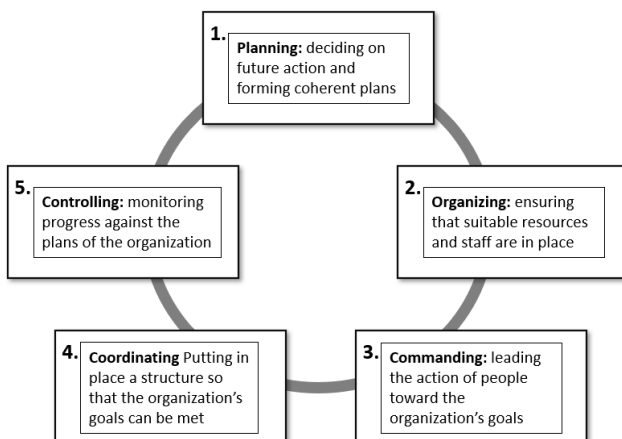 1.
Planning: deciding on
future action and
forming coherent plans
2.
Organizing: ensuring
that suitable resources
and staff are in place
3.
Commanding: leading
the action of people
toward the
organization's goals
4.
Coordinating Putting in
place a structure so
that the organization's
goals can be met
5.
Controlling: monitoring
progress against the
plans of the organization